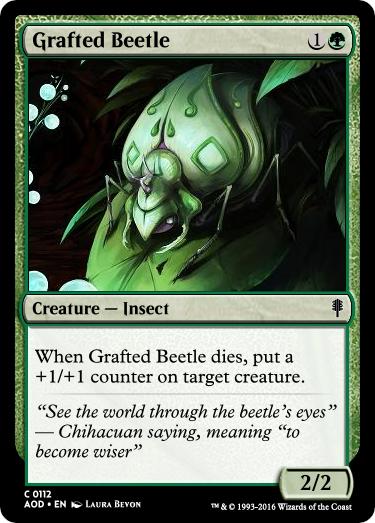 Grafted Beetle 1
Creature — Insect
When Grafted Beetle dies, put a
+1/+1 counter on target creature.
“See the world through the beetle’s eyes”
— Chihacuan saying, meaning “to
become wiser”
2/2
C 0112
AOD • EN Laura Bevon
™ & © 1993-2016 Wizards of the Coast